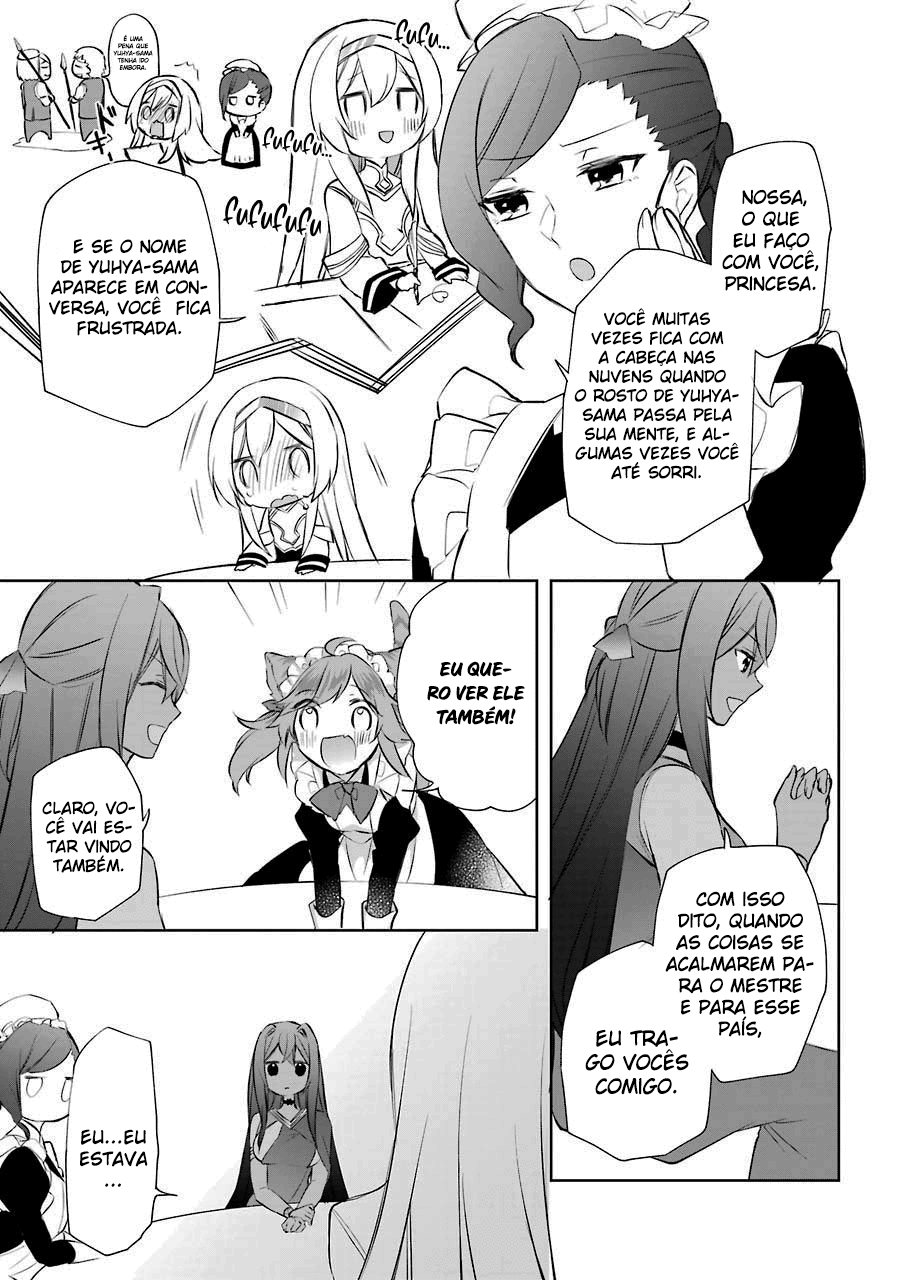 NOSSA,
O QUE
EU FAÇO
COM VOCÊ,
PRINCESA.
VOCÊ MUITAS
VEZES FICA COM
A CABEÇA NAS
NUVENS QUANDO
O ROSTO DE YUHYA-
SAMA PASSA PELA
SUA MENTE, E AL-
GUMAS VEZES VOCÊ
ATÉ SORRI.
fufu...
fufufu...
fufufufu
É UMA
PENA QUE
YUHYA-SAMA
TENHA IDO
EMBORA.
E SE O NOME
DE YUHYA-SAMA
APARECE EM CON-
VERSA, VOCÊ FICA
FRUSTRADA.
COM ISSO
DITO, QUANDO
AS COISAS SE
ACALMAREM PA-
RA O MESTRE
E PARA ESSE
PAÍS,
EU TRA-
GO VOCÊS
COMIGO.
EU QUE-
RO VER ELE
TAMBÉM!
CLARO, VO-
CÊ VAI ES-
TAR VINDO
TAMBÉM.
EU...EU
ESTAVA
...